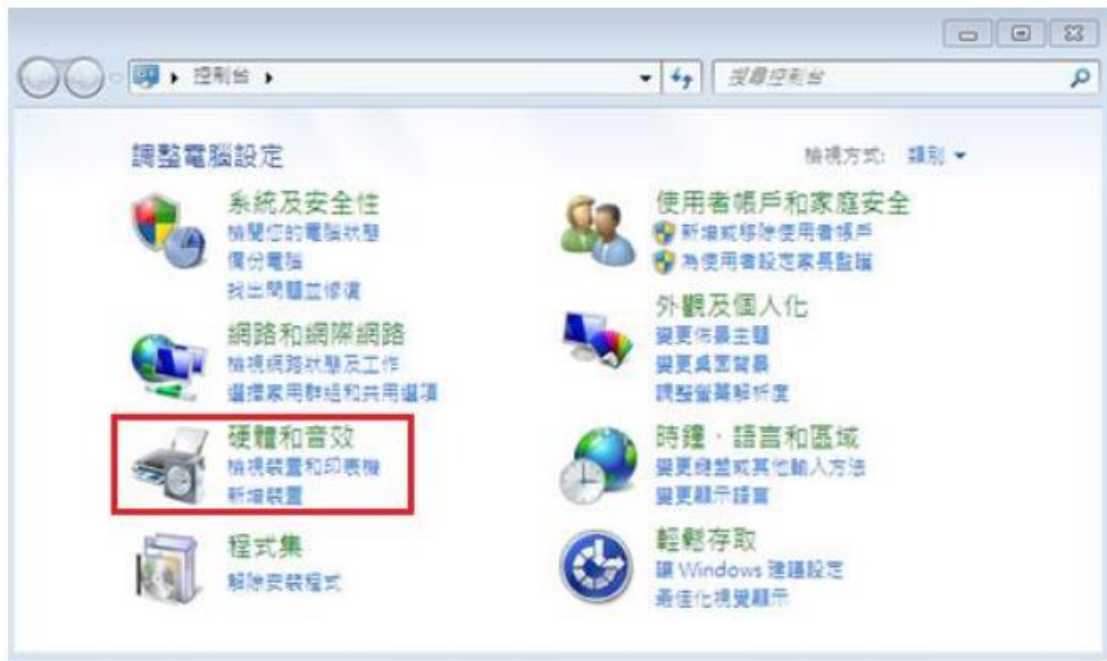 控制台
搜尋控制台
調整電腦設定
檢視方式: 類別
系統及安全性
檢閱您的電腦狀態
備份電腦
找出問題並修復
網路和網際網路
檢視網路狀態及工作
選擇家用群組和共用選項
硬體和音效
檢視裝置和印表機
新增裝置
程式集
解除安裝程式
使用者帳戶和家庭安全
新增或移除使用者帳戶
為使用者設定家長監護
外觀及個人化
變更佈景主題
變更桌面背景
調整螢幕解析度
時鐘、語言和區域
變更鍵盤或其他輸入方法
變更顯示語言
輕鬆存取
讓 Windows 建議設定
最佳化視覺顯示